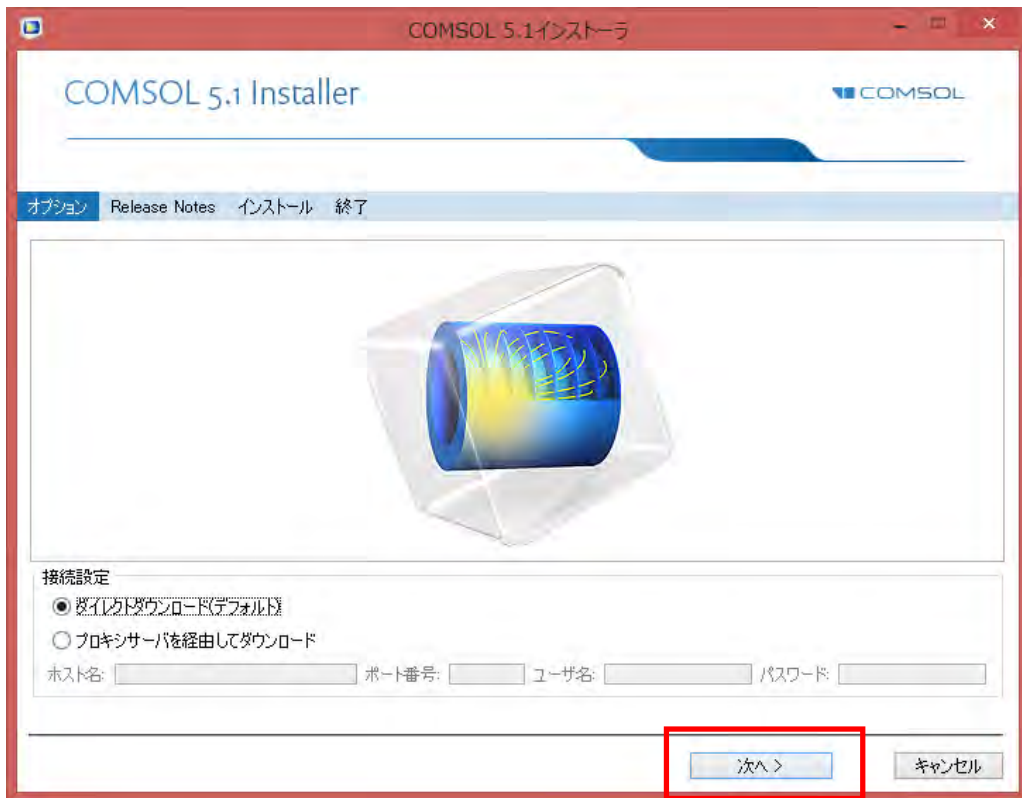 COMSOL 5.1インストーラ
COMSOL 5.1 Installer
COMSOL
オプション Release Notes インストール 終了
接続設定
ダイレクトダウンロード(デフォルト)
プロキシサーバを経由してダウンロード
ホスト名: ポート番号: ユーザ名: パスワード:
次へ > キャンセル